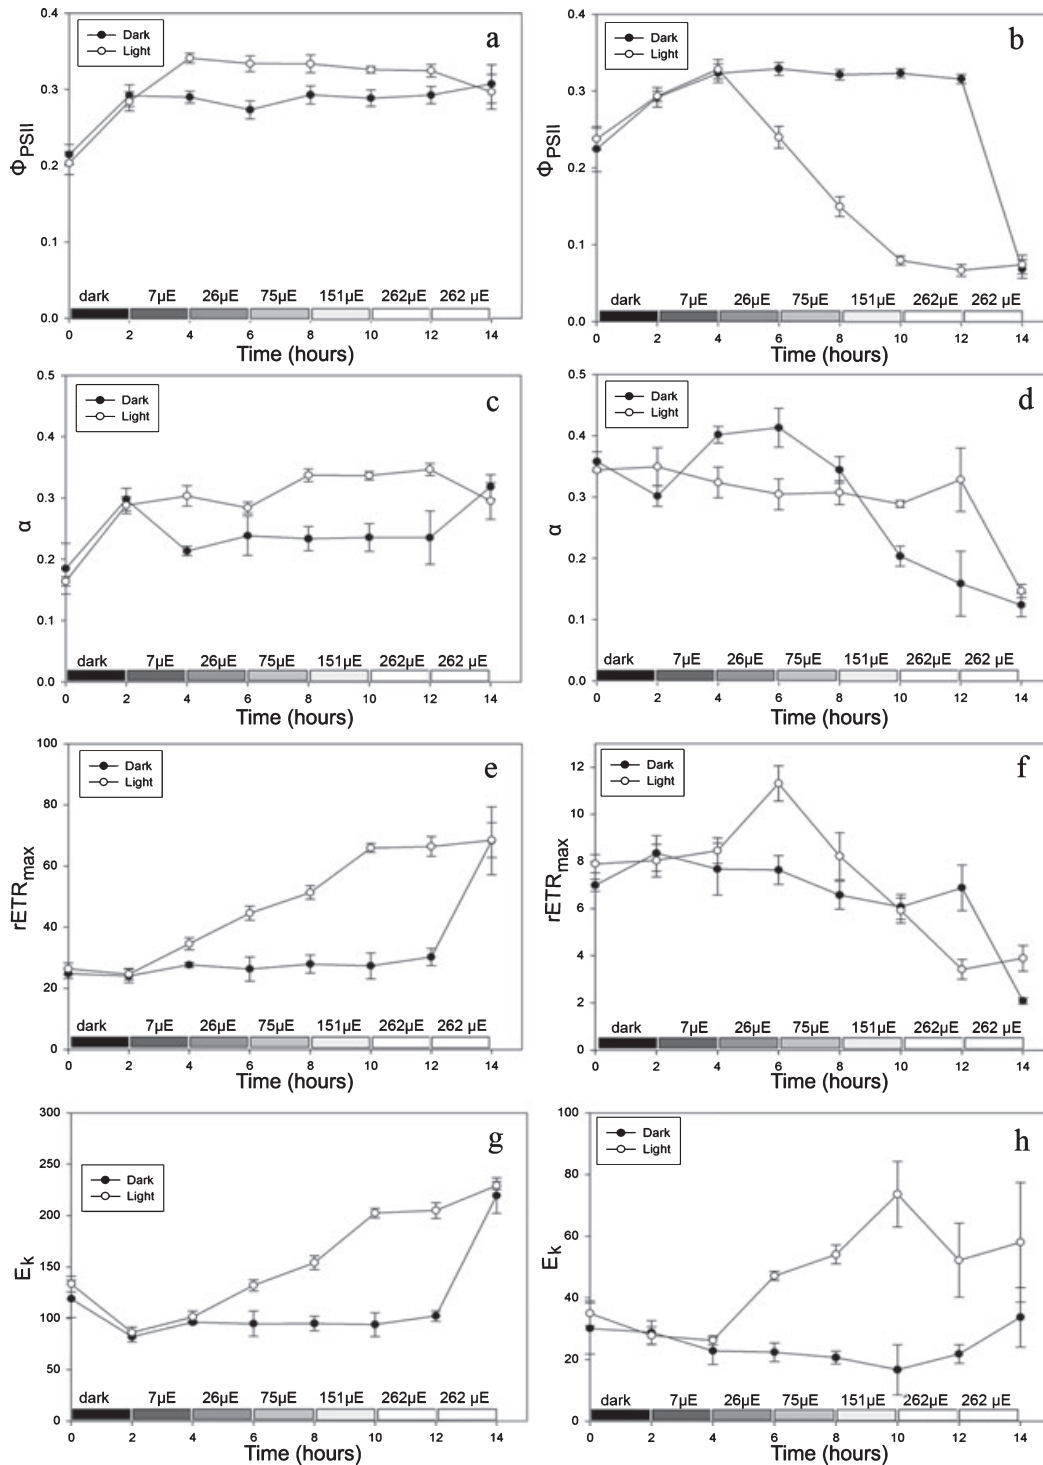 a
Dark
Light
0.4
0.3
0.2
0.1
0.0
ΦPSII
dark 7µE 26µE 75µE 151µE 262µE 262 µE
0 2 4 6 8 10 12 14
Time (hours)
b
Dark
Light
0.4
0.3
0.2
0.1
0.0
ΦPSII
dark 7µE 26µE 75µE 151µE 262µE 262 µE
0 2 4 6 8 10 12 14
Time (hours)
c
Dark
Light
0.5
0.4
0.3
0.2
0.1
0.0
α
dark 7µE 26µE 75µE 151µE 262µE 262 µE
0 2 4 6 8 10 12 14
Time (hours)
d
Dark
Light
0.5
0.4
0.3
0.2
0.1
0.0
α
dark 7µE 26µE 75µE 151µE 262µE 262 µE
0 2 4 6 8 10 12 14
Time (hours)
e
Dark
Light
100
80
60
40
20
0
rETRmax
dark 7µE 26µE 75µE 151µE 262µE 262 µE
0 2 4 6 8 10 12 14
Time (hours)
f
Dark
Light
12
10
8
6
4
2
0
rETRmax
dark 7µE 26µE 75µE 151µE 262µE 262 µE
0 2 4 6 8 10 12 14
Time (hours)
g
Dark
Light
300
250
200
150
100
50
0
Ek
dark 7µE 26µE 75µE 151µE 262µE 262 µE
0 2 4 6 8 10 12 14
Time (hours)
h
Dark
Light
100
80
60
40
20
0
Ek
dark 7µE 26µE 75µE 151µE 262µE 262 µE
0 2 4 6 8 10 12 14
Time (hours)